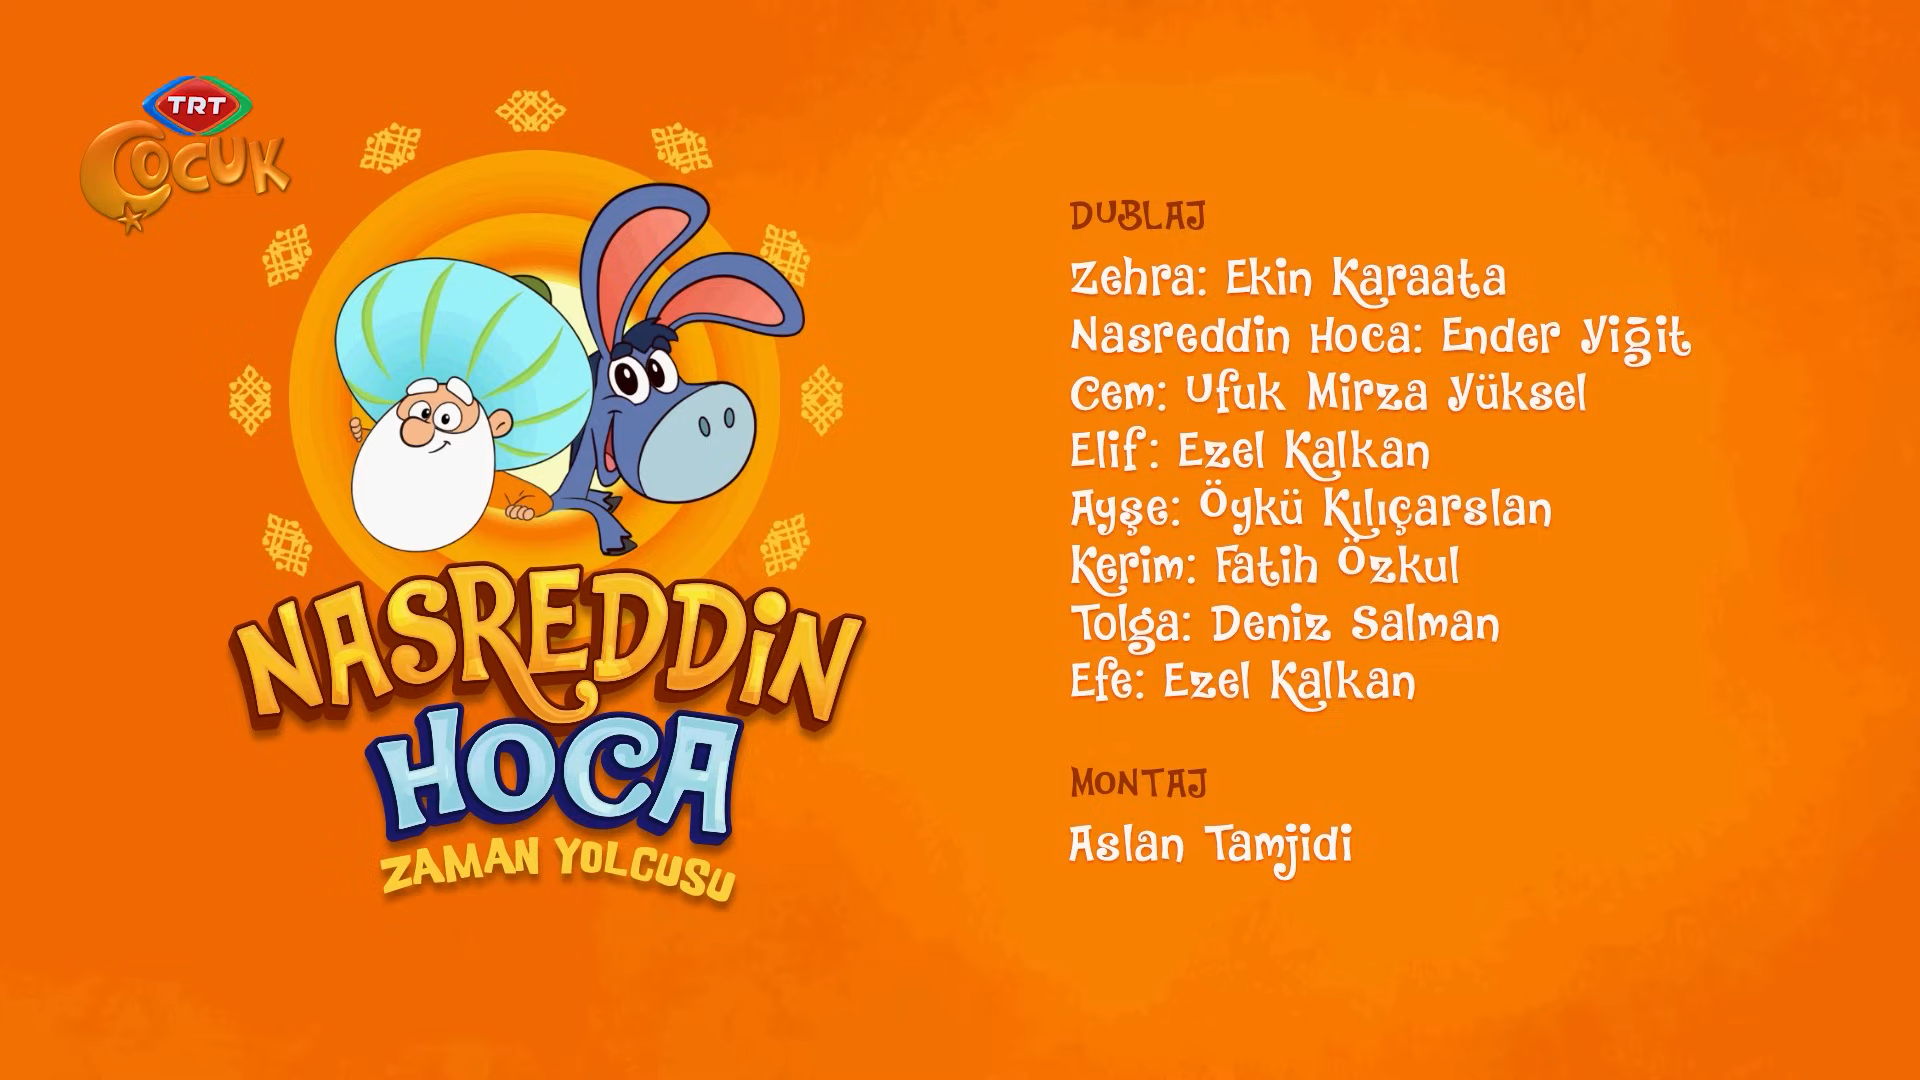 TRT
Çocuk
NASREDDİN
HOCA
ZAMAN YOLCUSU
DUBLAJ
Zehra: Ekin Karaata
Nasreddin Hoca: Ender Yiğit
Cem: Ufuk Mirza Yüksel
Elif: Ezel Kalkan
Ayşe: Öykü Kılıçarslan
Kerim: Fatih Özkul
Tolga: Deniz Salman
Efe: Ezel Kalkan
MONTAJ
Aslan Tamjidi